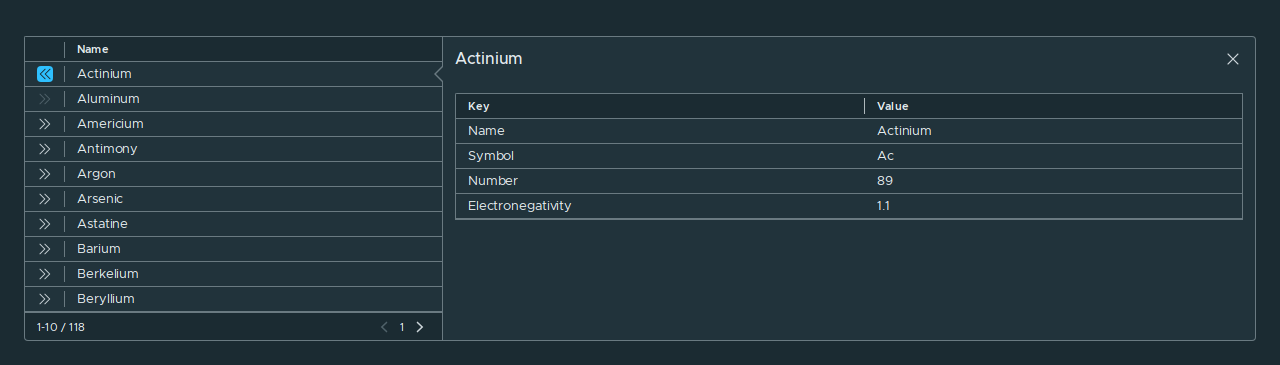 Name
Actinium
Aluminum
Americium
Antimony
Argon
Arsenic
Astatine
Barium
Berkelium
Beryllium
1-10 / 118
1
Actinium
Key Value
Name Actinium
Symbol Ac
Number 89
Electronegativity 1.1